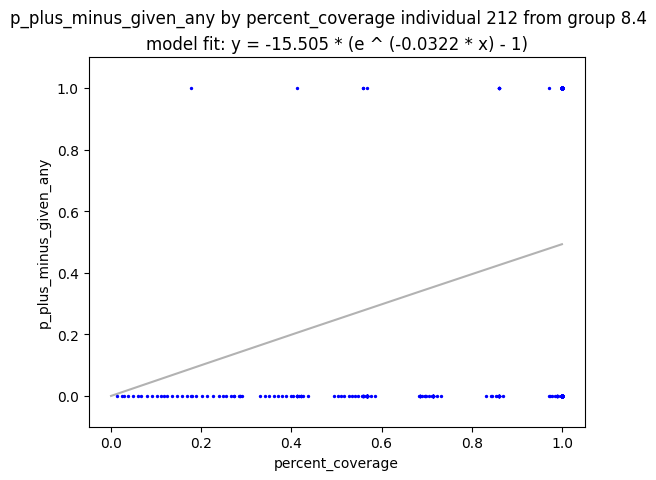 p_plus_minus_given_any by percent_coverage individual 212 from group 8.4
model fit: y = -15.505 * (e ^ (-0.0322 * x) - 1)
1.0
0.8
0.6
0.4
0.2
0.0
p_plus_minus_given_any
0.0 0.2 0.4 0.6 0.8 1.0
percent_coverage